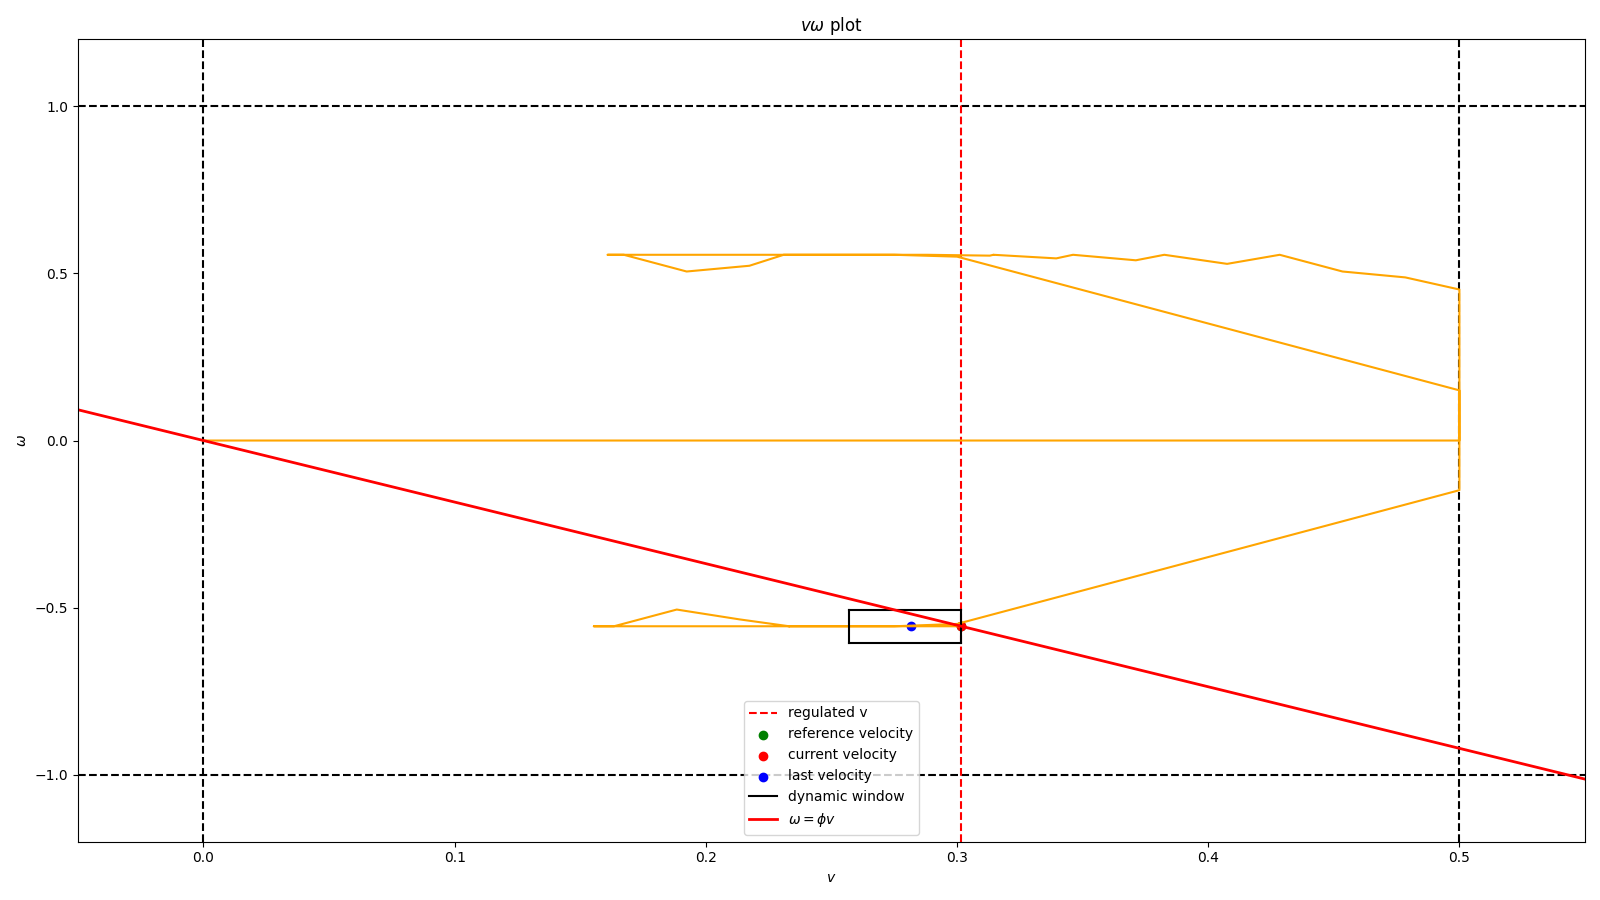 vω plot
1.0
0.5
0.0
−0.5
−1.0
ω
regulated v
reference velocity
current velocity
last velocity
dynamic window
ω = ϕv
0.0 0.1 0.2 0.3 0.4 0.5
v